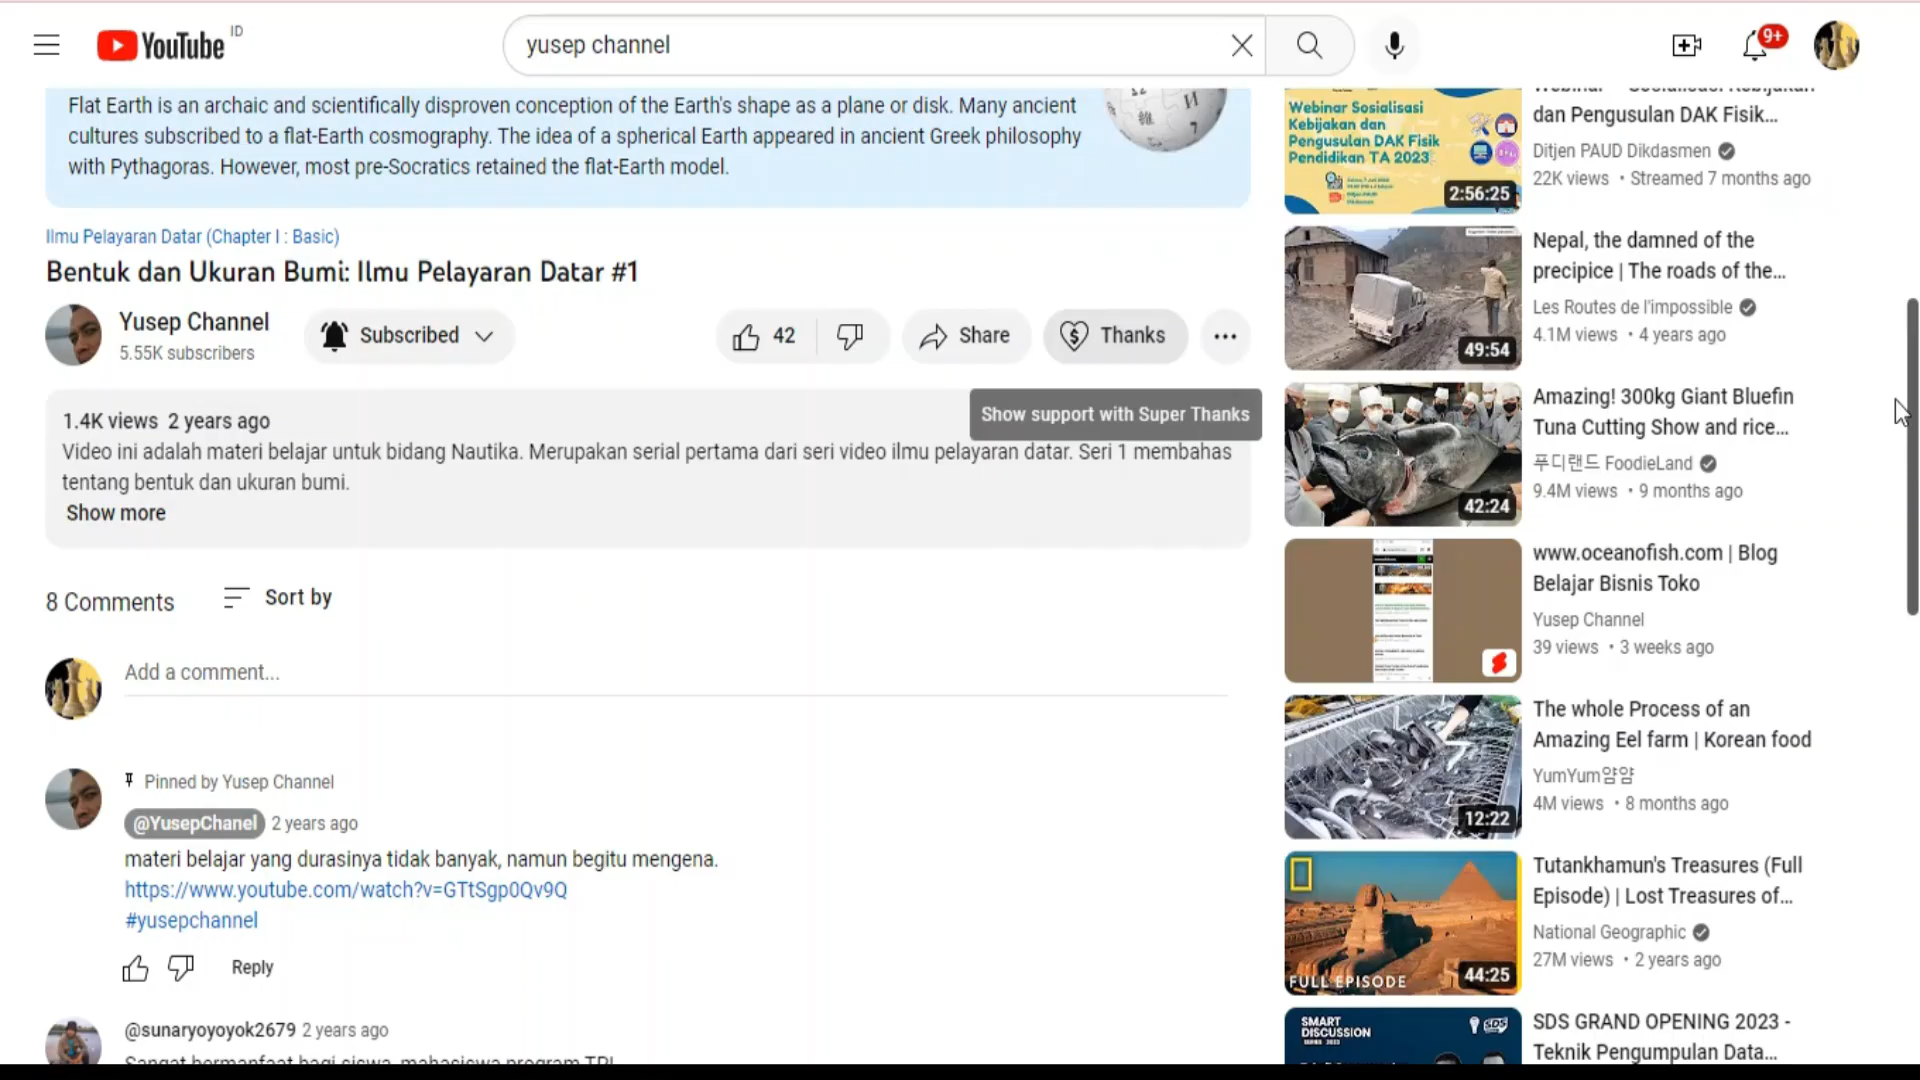 YouTube ID
yusep channel
9+
Flat Earth is an archaic and scientifically disproven conception of the Earth's shape as a plane or disk. Many ancient
cultures subscribed to a flat-Earth cosmography. The idea of a spherical Earth appeared in ancient Greek philosophy
with Pythagoras. However, most pre-Socratics retained the flat-Earth model.
Ilmu Pelayaran Datar (Chapter I : Basic)
Bentuk dan Ukuran Bumi: Ilmu Pelayaran Datar #1
Yusep Channel
5.55K subscribers
Subscribed
42
Share
Thanks
Show support with Super Thanks
1.4K views 2 years ago
Video ini adalah materi belajar untuk bidang Nautika. Merupakan serial pertama dari seri video ilmu pelayaran datar. Seri 1 membahas
tentang bentuk dan ukuran bumi.
Show more
8 Comments
Sort by
Add a comment...
Pinned by Yusep Channel
@YusepChanel 2 years ago
materi belajar yang durasinya tidak banyak, namun begitu mengena.
https://www.youtube.com/watch?v=GTtSgp0Qv9Q
#yusepchannel
Reply
@sunaryoyoyok2679 2 years ago
Sangat bermanfaat bagi siswa, mahasiswa program TPL
Webinar Sosialisasi
Kebijakan dan
Pengusulan DAK Fisik
Pendidikan TA 2023
2:56:25
dan Pengusulan DAK Fisik...
Ditjen PAUD Dikdasmen
22K views • Streamed 7 months ago
49:54
Nepal, the damned of the
precipice | The roads of the...
Les Routes de l'impossible
4.1M views • 4 years ago
42:24
Amazing! 300kg Giant Bluefin
Tuna Cutting Show and rice...
푸디랜드 FoodieLand
9.4M views • 9 months ago
www.oceanofish.com | Blog
Belajar Bisnis Toko
Yusep Channel
39 views • 3 weeks ago
12:22
The whole Process of an
Amazing Eel farm | Korean food
YumYum얌얌
4M views • 8 months ago
FULL EPISODE
44:25
Tutankhamun's Treasures (Full
Episode) | Lost Treasures of...
National Geographic
27M views • 2 years ago
SMART
DISCUSSION
SDS
SDS GRAND OPENING 2023 -
Teknik Pengumpulan Data...